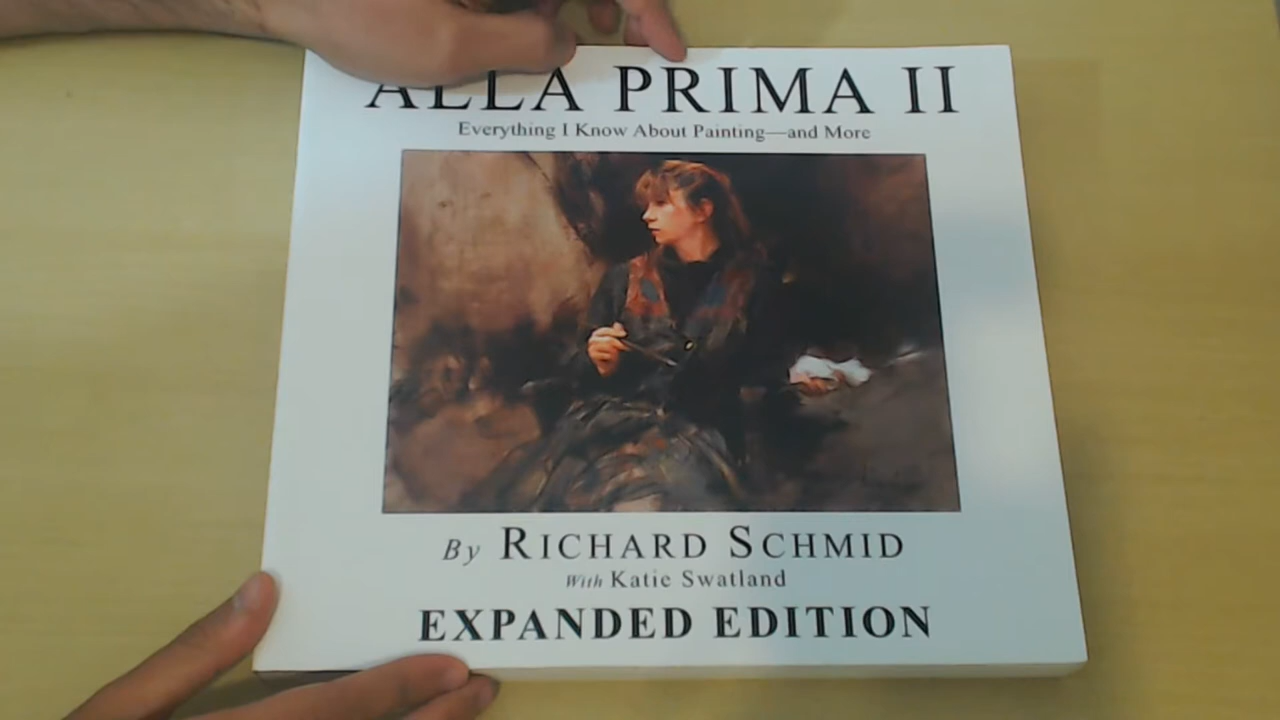 ALLA PRIMA II
Everything I Know About Painting—and More
By RICHARD SCHMID
With Katie Swatland
EXPANDED EDITION